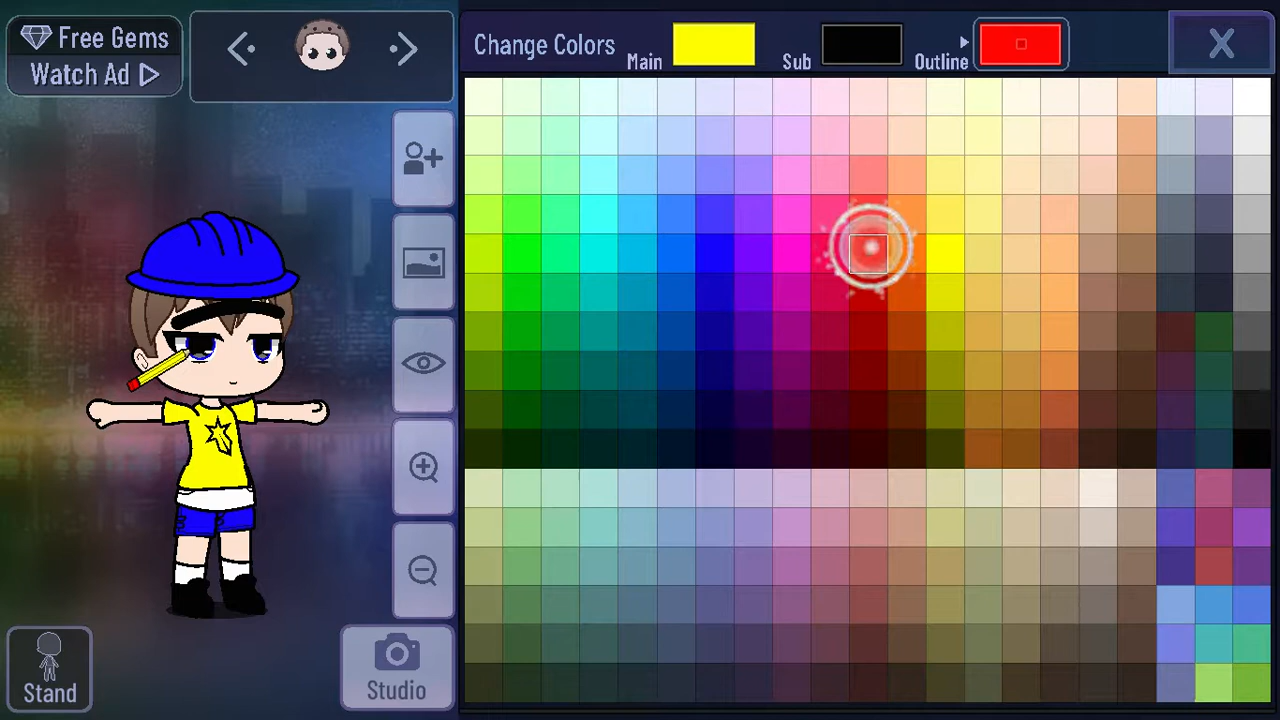 Free Gems
Watch Ad
Change Colors
Main
Sub
Outline
X
Stand
Studio